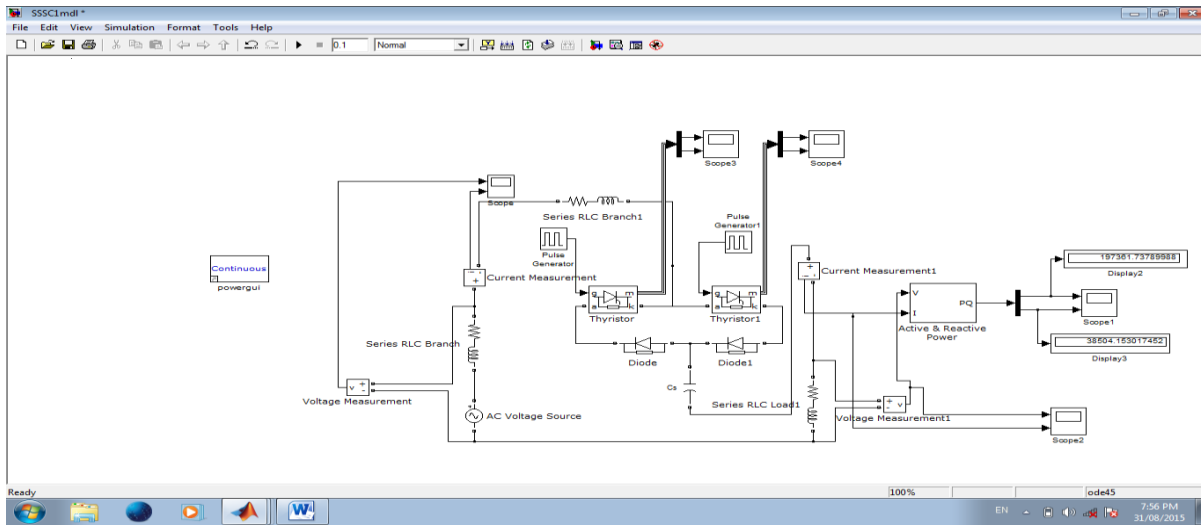 SSSC1mdl *
File Edit View Simulation Format Tools Help
0.1 Normal
Scope3
Scope4
Scope
Series RLC Branch1
Pulse
Generator1
Pulse
Generator
Continuous
powergui
Current Measurement
Current Measurement1
197361.73789988
Display2
g m
a k
Thyristor
g m
a k
Thyristor1
V
I
PQ
Active & Reactive
Power
Scope1
Series RLC Branch
Diode
Diode1
38504.153017452
Display3
Cs
v + -
Voltage Measurement
Series RLC Load1
+ - v
Voltage Measurement1
AC Voltage Source
Scope2
Ready 100% ode45
EN 7:56 PM
31/08/2015